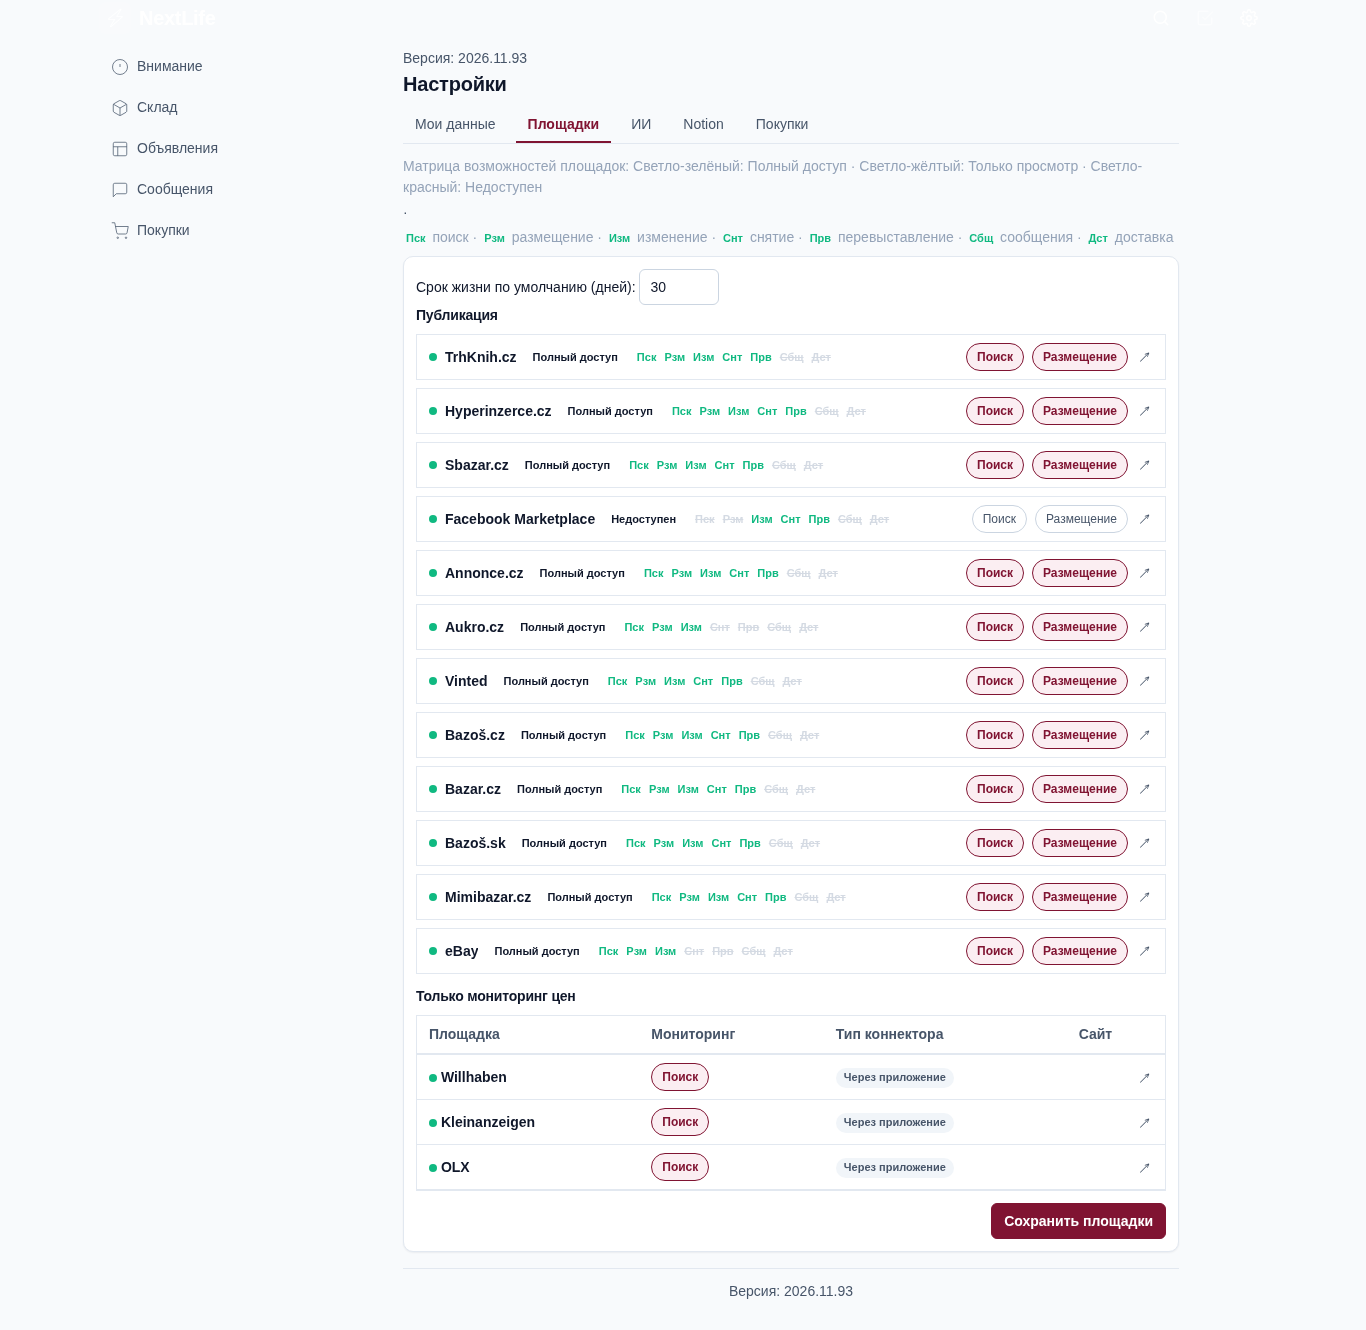 NextLife
Внимание
Склад
Объявления
Сообщения
Покупки
Версия: 2026.11.93
Настройки
Мои данные Площадки ИИ Notion Покупки
Матрица возможностей площадок: Светло-зелёный: Полный доступ · Светло-жёлтый: Только просмотр · Светло-
красный: Недоступен
·
Пск поиск · Рзм размещение · Изм изменение · Снт снятие · Прв перевыставление · Сбщ сообщения · Дст доставка
Срок жизни по умолчанию (дней): 30
Публикация
TrhKnih.cz Полный доступ Пск Рзм Изм Снт Прв Сбщ Дст Поиск Размещение
Hyperinzerce.cz Полный доступ Пск Рзм Изм Снт Прв Сбщ Дст Поиск Размещение
Sbazar.cz Полный доступ Пск Рзм Изм Снт Прв Сбщ Дст Поиск Размещение
Facebook Marketplace Недоступен Пск Рзм Изм Снт Прв Сбщ Дст Поиск Размещение
Annonce.cz Полный доступ Пск Рзм Изм Снт Прв Сбщ Дст Поиск Размещение
Aukro.cz Полный доступ Пск Рзм Изм Снт Прв Сбщ Дст Поиск Размещение
Vinted Полный доступ Пск Рзм Изм Снт Прв Сбщ Дст Поиск Размещение
Bazoš.cz Полный доступ Пск Рзм Изм Снт Прв Сбщ Дст Поиск Размещение
Bazar.cz Полный доступ Пск Рзм Изм Снт Прв Сбщ Дст Поиск Размещение
Bazoš.sk Полный доступ Пск Рзм Изм Снт Прв Сбщ Дст Поиск Размещение
Mimibazar.cz Полный доступ Пск Рзм Изм Снт Прв Сбщ Дст Поиск Размещение
eBay Полный доступ Пск Рзм Изм Снт Прв Сбщ Дст Поиск Размещение
Только мониторинг цен
Площадка Мониторинг Тип коннектора Сайт
Willhaben Поиск Через приложение
Kleinanzeigen Поиск Через приложение
OLX Поиск Через приложение
Сохранить площадки
Версия: 2026.11.93